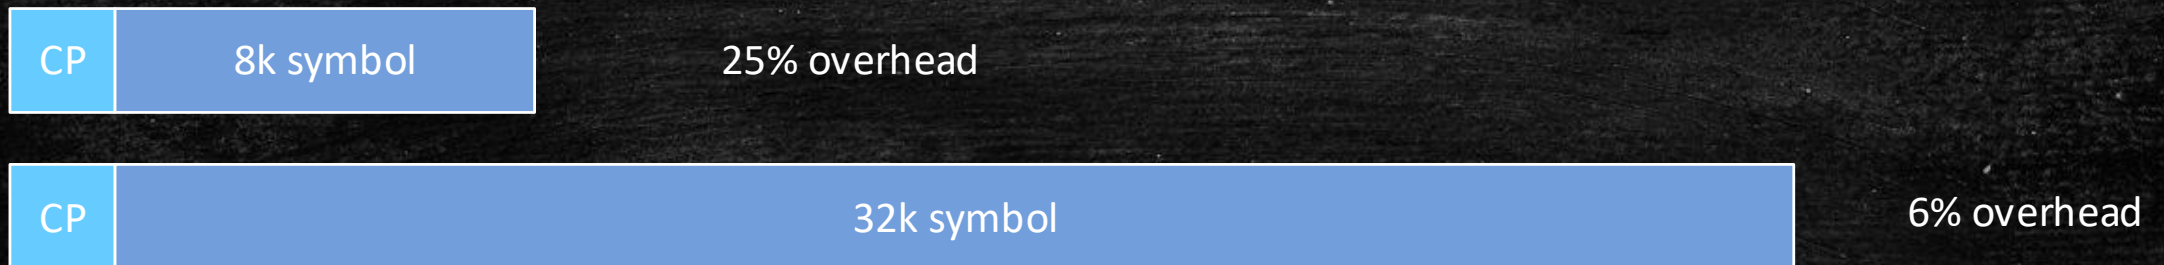 CP 8k symbol 25% overhead
CP 32k symbol 6% overhead